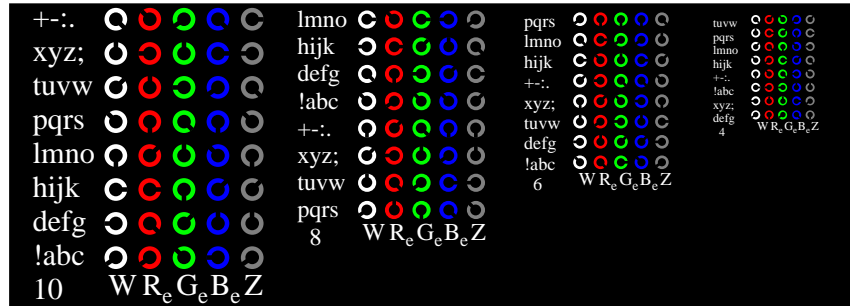 +-:.
xyz;
tuvw
pqrs
lmno
hijk
defg
!abc
10 W Re Ge Be Z
lmno
hijk
defg
!abc
+-:.
xyz;
tuvw
pqrs
8 W Re Ge Be Z
pqrs
lmno
hijk
+-:.
xyz;
tuvw
defg
!abc
6 W Re Ge Be Z
tuvw
pqrs
lmno
hijk
+-:.
!abc
xyz;
defg
4 W Re Ge Be Z